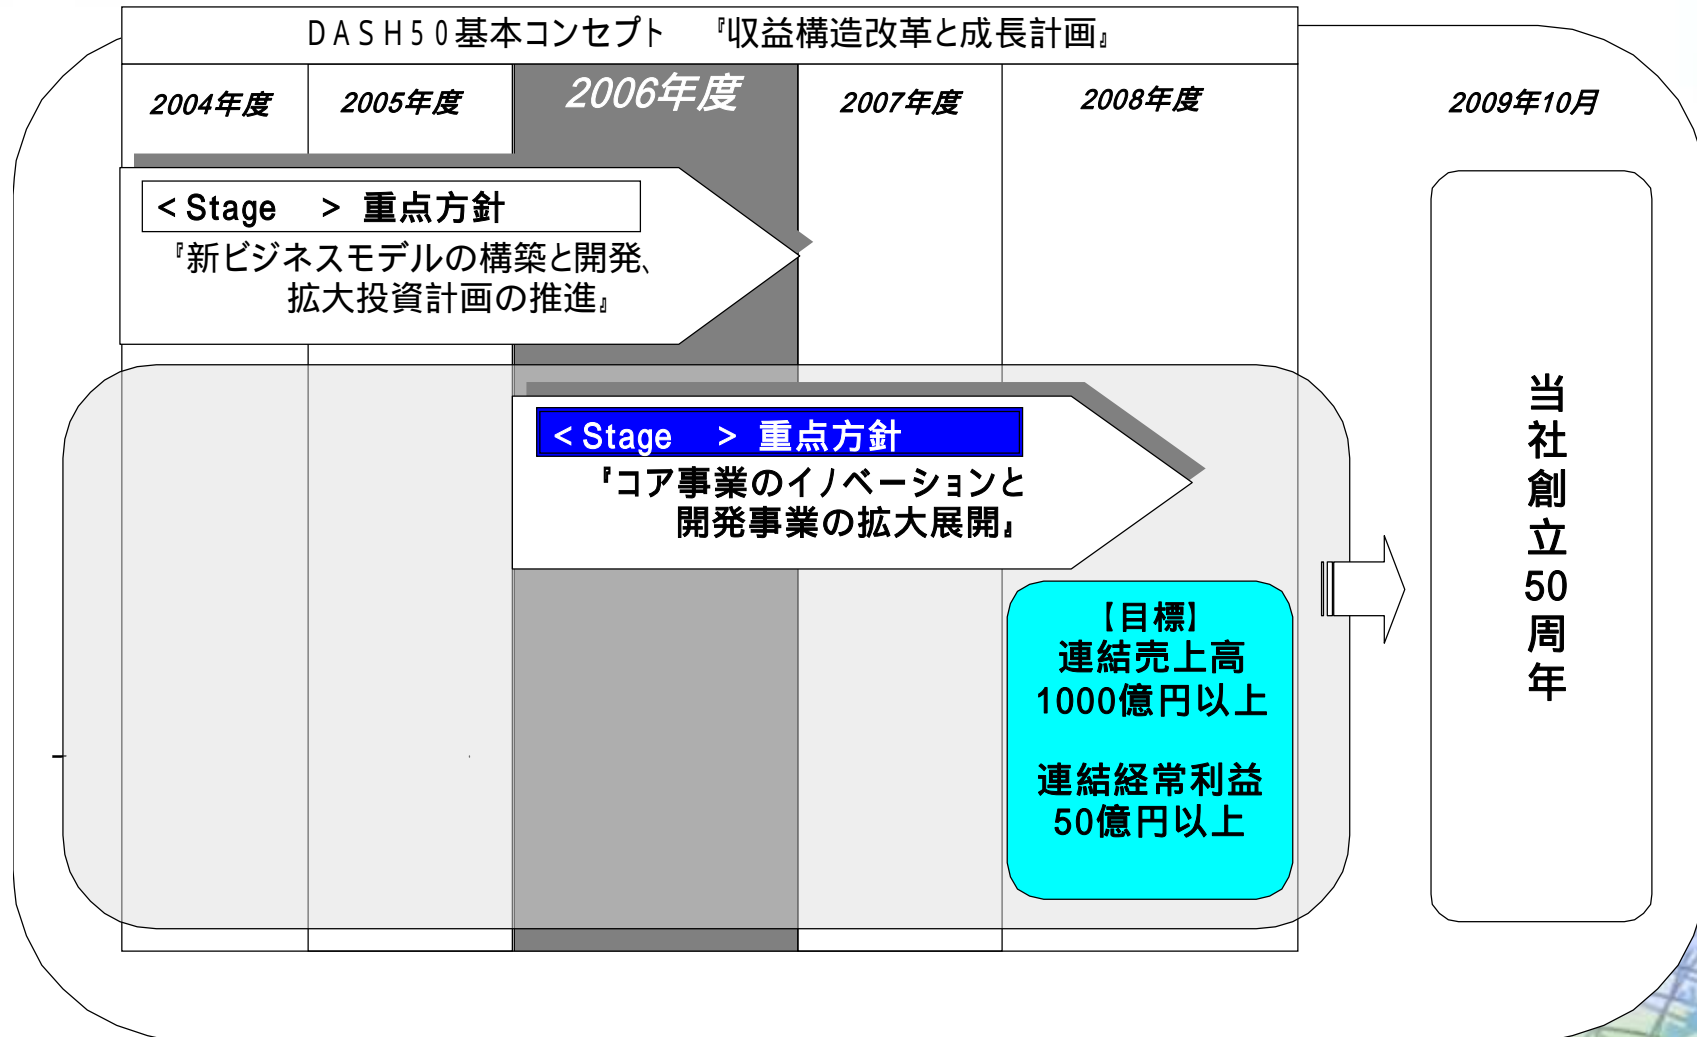 DASH50基本コンセプト 『収益構造改革と成長計画』
2004年度
2005年度
2006年度
2007年度
2008年度
2009年10月
<Stage > 重点方針
『新ビジネスモデルの構築と開発、
拡大投資計画の推進』
<Stage > 重点方針
『コア事業のイノベーションと
開発事業の拡大展開』
【目標】
連結売上高
1000億円以上
連結経常利益
50億円以上
当社創立50周年